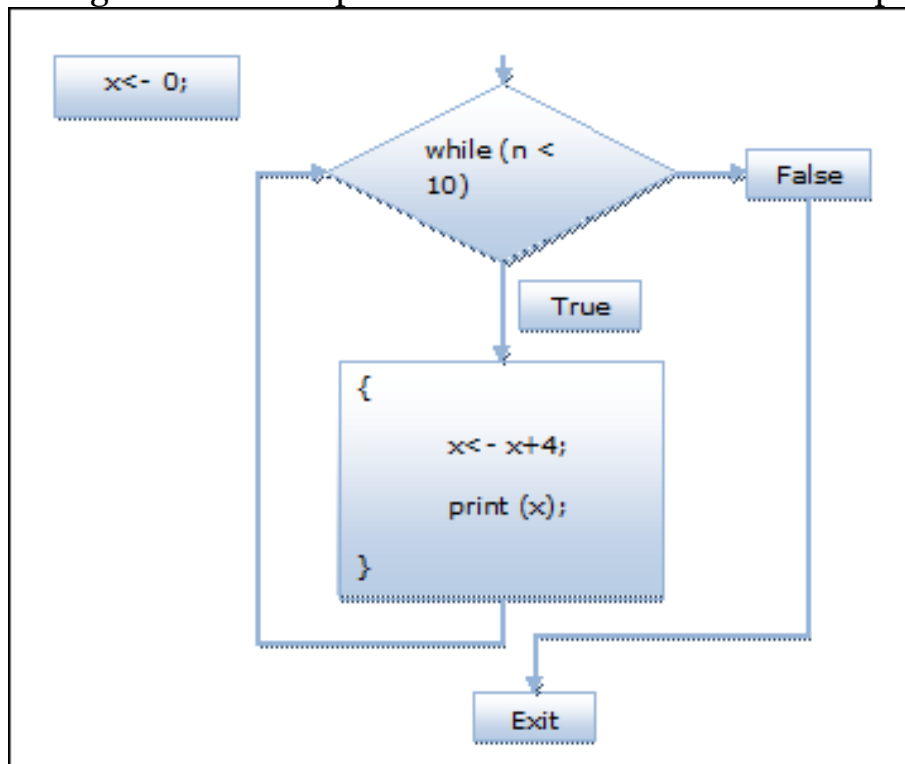 x<- 0;
while (n <
10)
False
True
{
x<- x+4;
print (x);
}
Exit